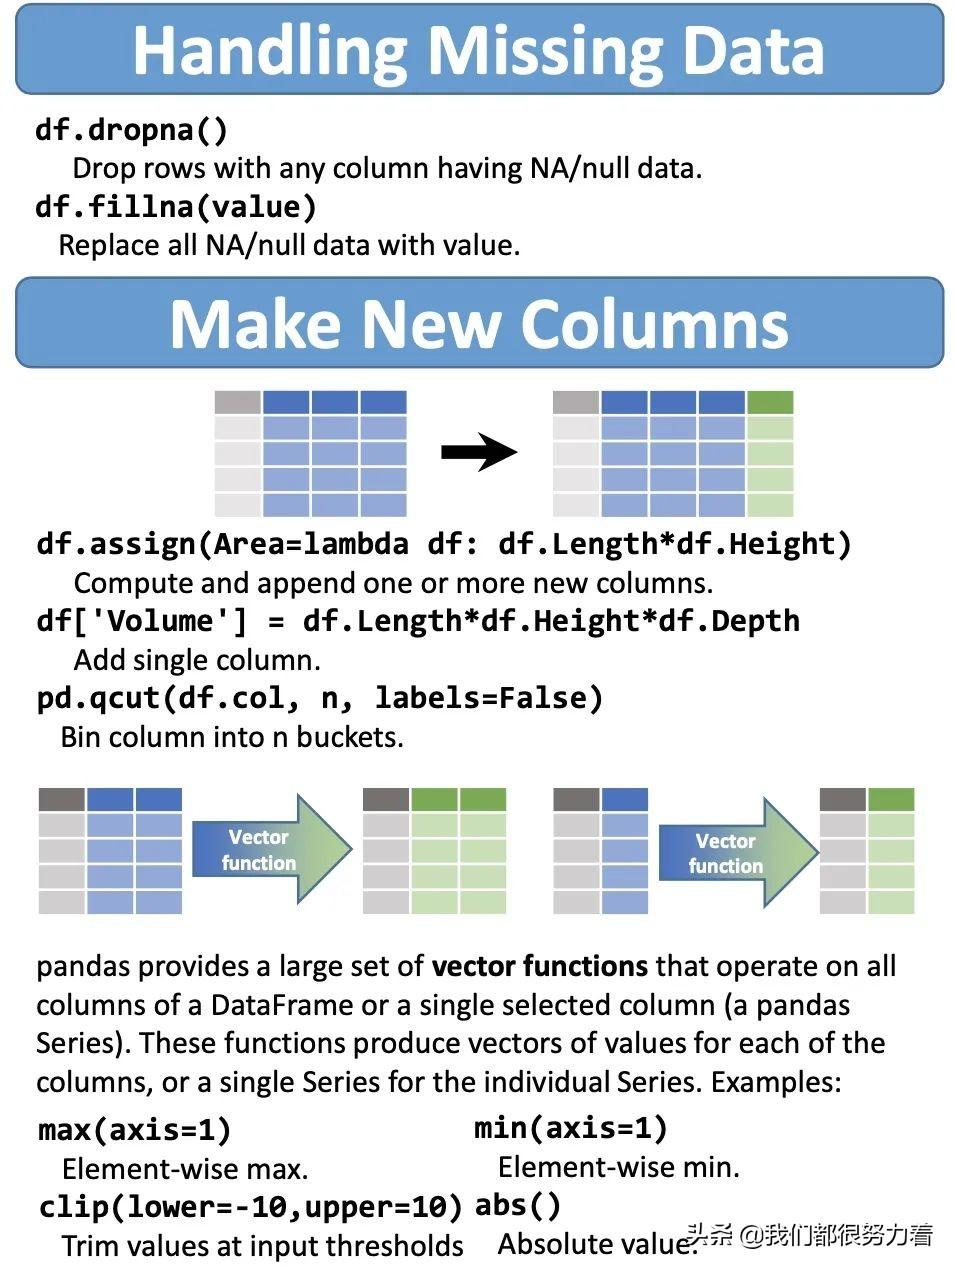 Handling Missing Data
df.dropna()
Drop rows with any column having NA/null data.
df.fillna(value)
Replace all NA/null data with value.
Make New Columns
df.assign(Area=lambda df: df.Length*df.Height)
Compute and append one or more new columns.
df['Volume'] = df.Length*df.Height*df.Depth
Add single column.
pd.qcut(df.col, n, labels=False)
Bin column into n buckets.
Vector
function
Vector
function
pandas provides a large set of vector functions that operate on all
columns of a DataFrame or a single selected column (a pandas
Series). These functions produce vectors of values for each of the
columns, or a single Series for the individual Series. Examples:
max(axis=1)
Element-wise max.
min(axis=1)
Element-wise min.
clip(lower=-10,upper=10)
Trim values at input thresholds
abs()
Absolute value.
头条 @我们都很努力着